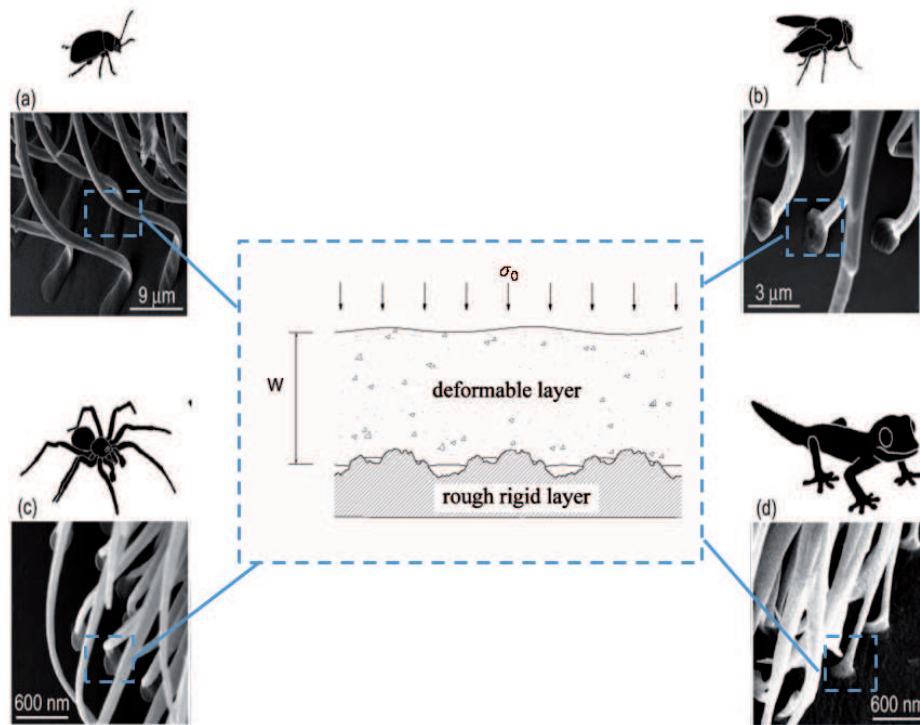 (a)
9 μm
(b)
3 μm
σ₀
W
deformable layer
rough rigid layer
(c)
600 nm
(d)
600 nm